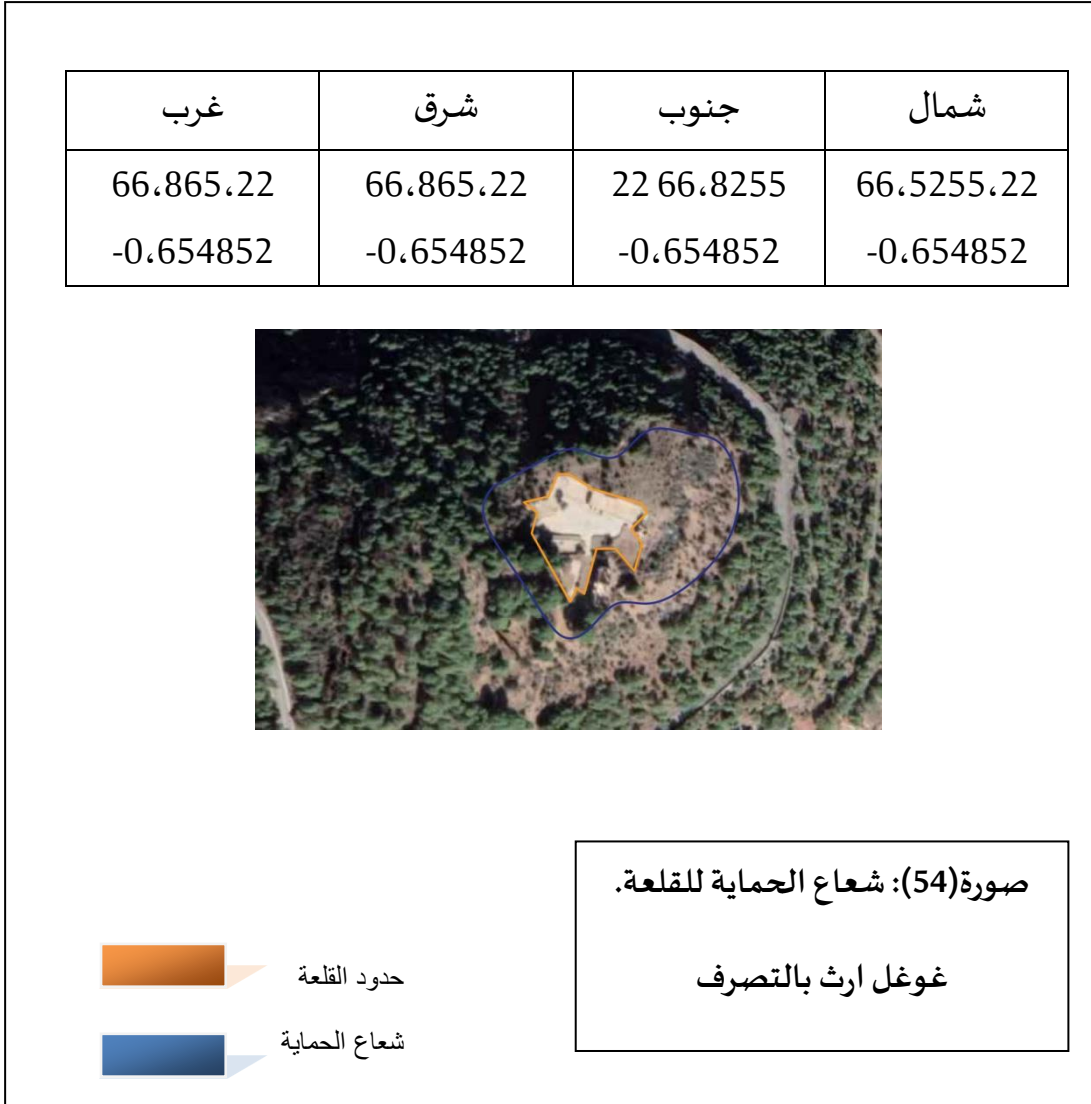 شمال جنوب شرق غرب
66،5255،22 22 66،8255 66،865،22 66،865،22
-0،654852 -0،654852 -0،654852 -0،654852
صورة(54): شعاع الحماية للقلعة.
غوغل ارث بالتصرف
حدود القلعة
شعاع الحماية